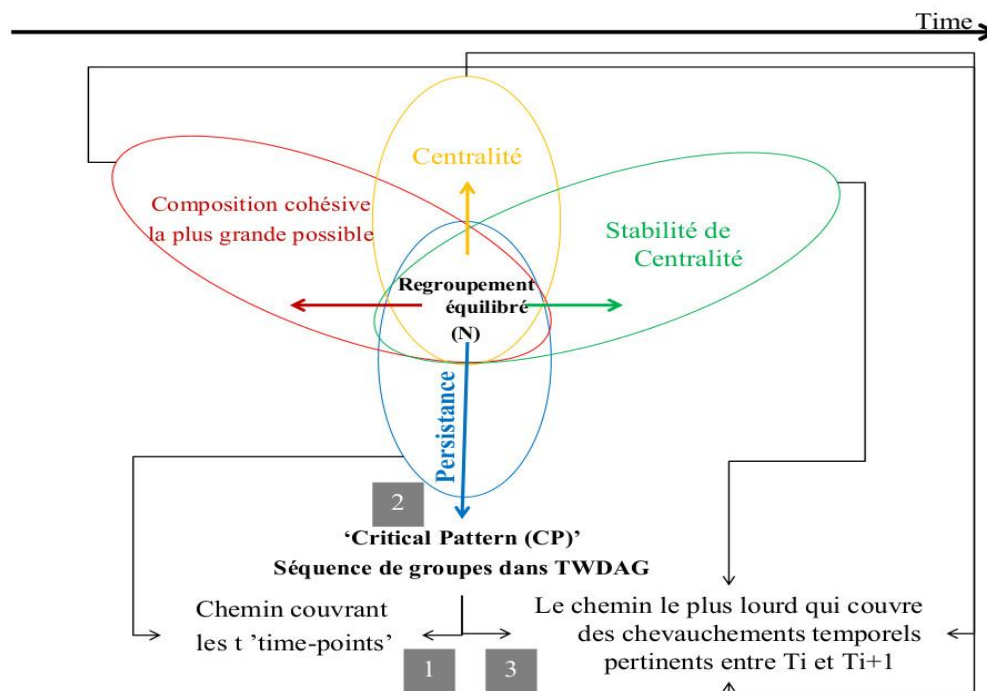 Time
Centralité
Composition cohésive
la plus grande possible
Stabilité de
Centralité
Regroupement
équilibré
(N)
Persistance
2
‘Critical Pattern (CP)’
Séquence de groupes dans TWDAG
Chemin couvrant
les t ’time-points’
Le chemin le plus lourd qui couvre
des chevauchements temporels
pertinents entre Ti et Ti+1
1
3